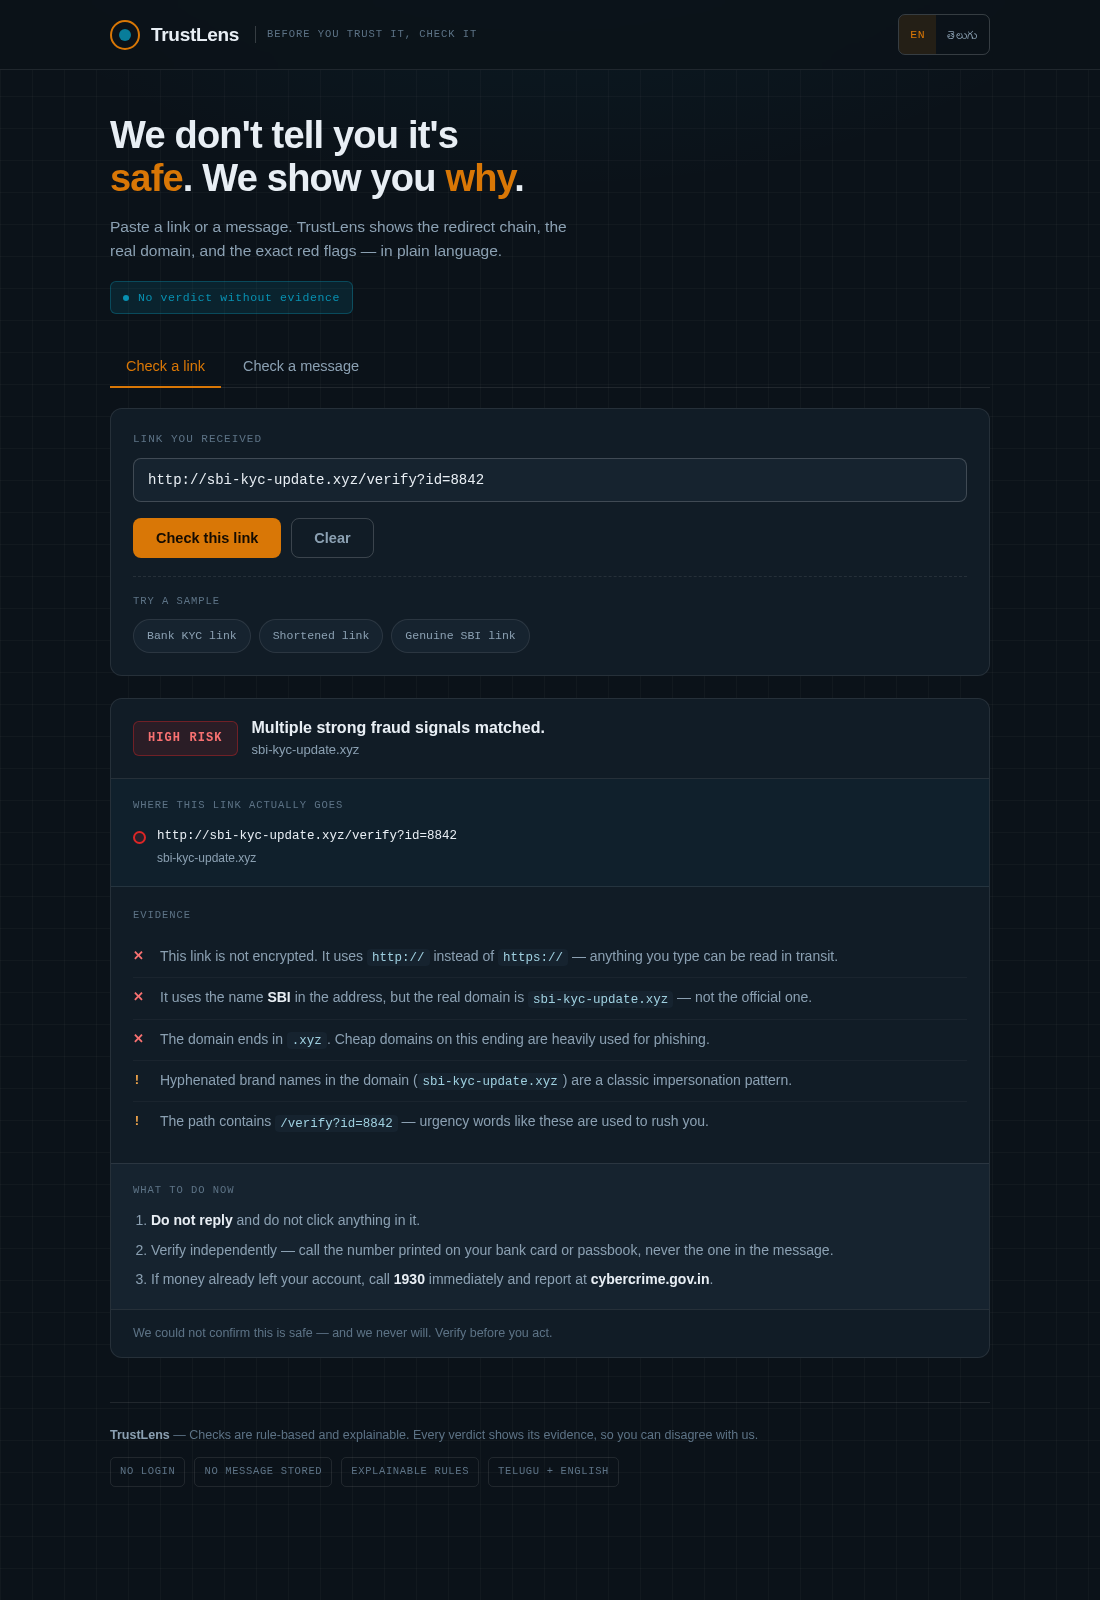 TrustLens
BEFORE YOU TRUST IT, CHECK IT
EN
తెలుగు
We don't tell you it's
safe. We show you why.
Paste a link or a message. TrustLens shows the redirect chain, the
real domain, and the exact red flags — in plain language.
No verdict without evidence
Check a link
Check a message
LINK YOU RECEIVED
http://sbi-kyc-update.xyz/verify?id=8842
Check this link
Clear
TRY A SAMPLE
Bank KYC link
Shortened link
Genuine SBI link
HIGH RISK
Multiple strong fraud signals matched.
sbi-kyc-update.xyz
WHERE THIS LINK ACTUALLY GOES
http://sbi-kyc-update.xyz/verify?id=8842
sbi-kyc-update.xyz
EVIDENCE
✕ This link is not encrypted. It uses http:// instead of https:// — anything you type can be read in transit.
✕ It uses the name SBI in the address, but the real domain is sbi-kyc-update.xyz — not the official one.
✕ The domain ends in .xyz. Cheap domains on this ending are heavily used for phishing.
! Hyphenated brand names in the domain (sbi-kyc-update.xyz) are a classic impersonation pattern.
! The path contains /verify?id=8842 — urgency words like these are used to rush you.
WHAT TO DO NOW
1. Do not reply and do not click anything in it.
2. Verify independently — call the number printed on your bank card or passbook, never the one in the message.
3. If money already left your account, call 1930 immediately and report at cybercrime.gov.in.
We could not confirm this is safe — and we never will. Verify before you act.
TrustLens — Checks are rule-based and explainable. Every verdict shows its evidence, so you can disagree with us.
NO LOGIN
NO MESSAGE STORED
EXPLAINABLE RULES
TELUGU + ENGLISH